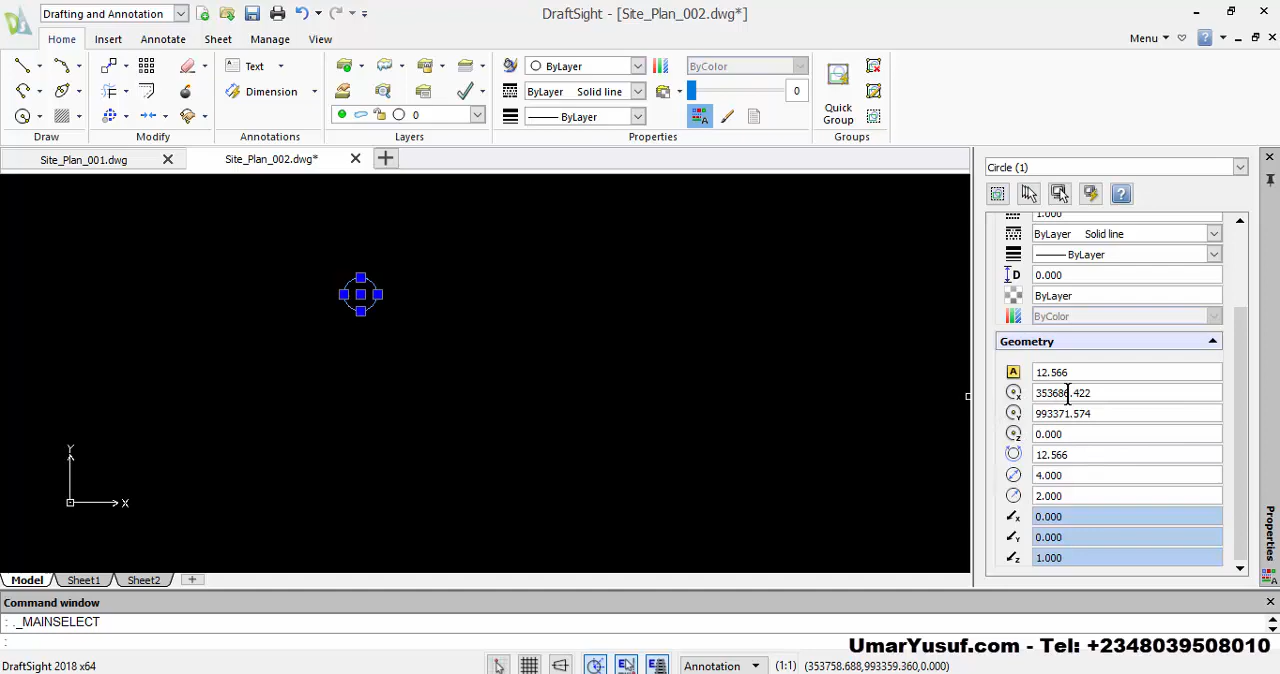 Drafting and Annotation
DraftSight - [Site_Plan_002.dwg*]
Home Insert Annotate Sheet Manage View
Menu ?
Text
Dimension
ByLayer
ByLayer Solid line
ByLayer
0
ByColor
0
Quick
Group
Draw Modify Annotations Layers Properties Groups
Site_Plan_001.dwg
Site_Plan_002.dwg*
Circle (1)
?
1.000
ByLayer Solid line
ByLayer
D 0.000
ByLayer
ByColor
Geometry
A 12.566
X 353686.422
Y 993371.574
Z 0.000
12.566
4.000
2.000
X 0.000
Y 0.000
Z 1.000
Y
X
Properties
Model Sheet1 Sheet2
Command window
: ._MAINSELECT
:
UmarYusuf.com - Tel: +2348039508010
DraftSight 2018 x64
Annotation (1:1) (353758.688,993359.360,0.000)